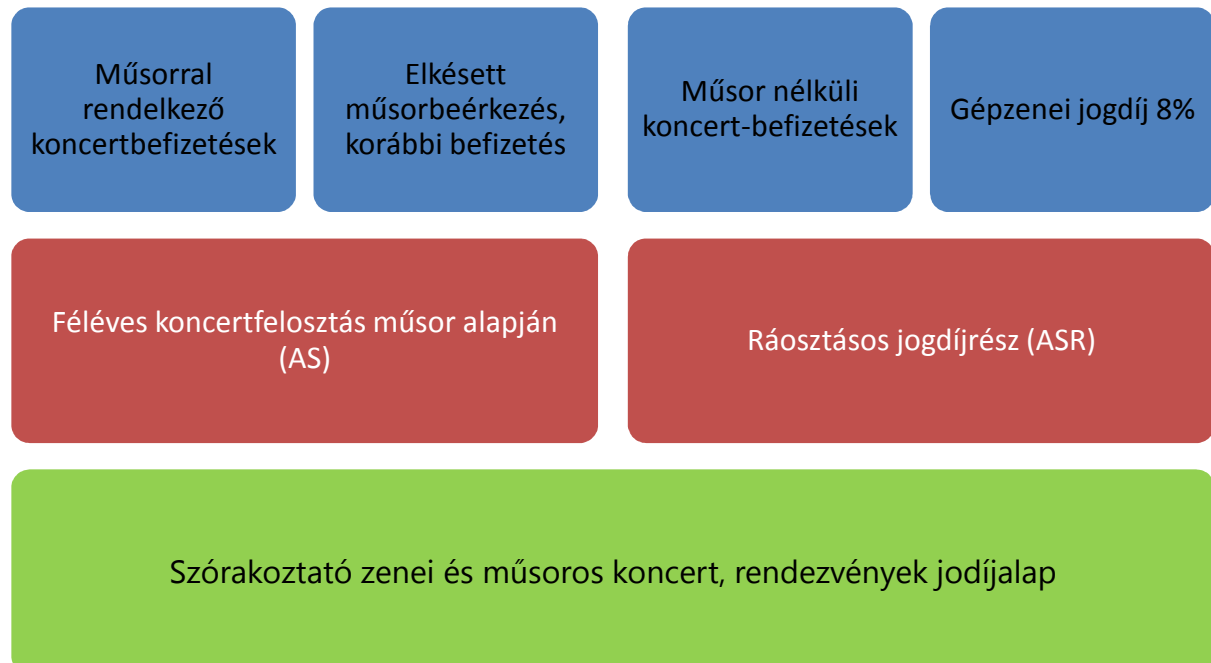 Műsorral
rendelkező
koncertbefizetések
Elkésett
műsorbeérkezés,
korábbi befizetés
Műsor nélküli
koncert-befizetések
Gépzenei jogdíj 8%
Féléves koncertfelosztás műsor alapján
(AS)
Ráosztásos jogdíjrész (ASR)
Szórakoztató zenei és műsoros koncert, rendezvények jodíjalap